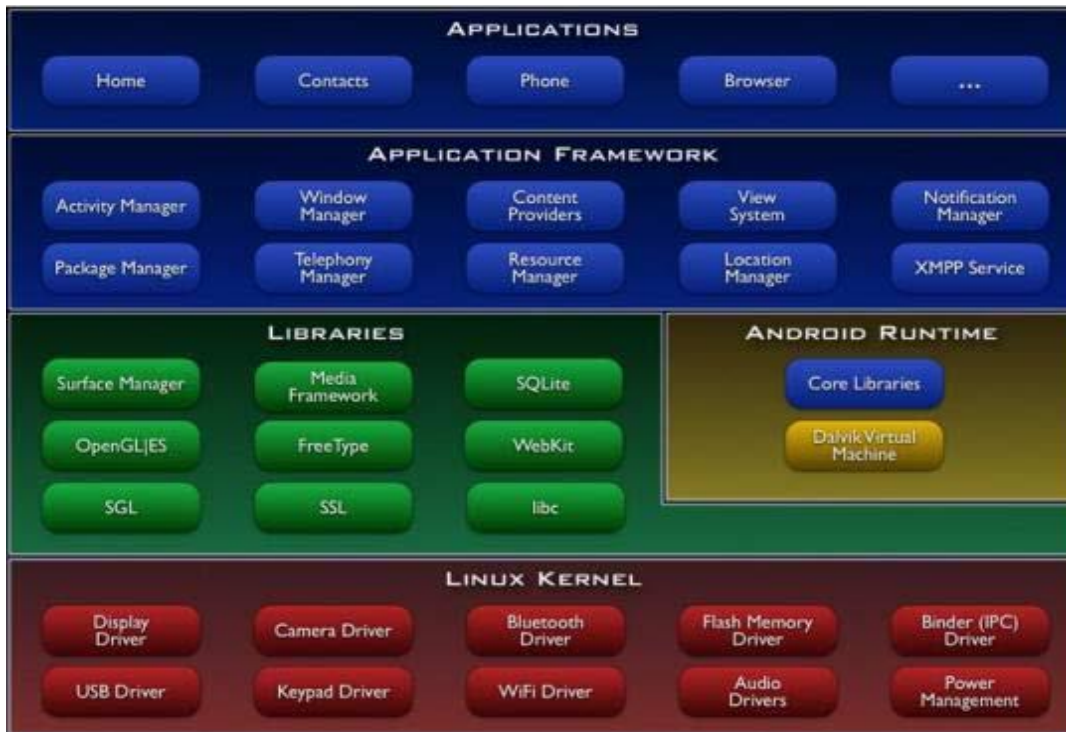 APPLICATIONS
Home
Contacts
Phone
Browser
...
APPLICATION FRAMEWORK
Activity Manager
Window
Manager
Content
Providers
View
System
Notification
Manager
Package Manager
Telephony
Manager
Resource
Manager
Location
Manager
XMPP Service
LIBRARIES
Surface Manager
Media
Framework
SQLite
OpenGL|ES
FreeType
WebKit
SGL
SSL
libc
ANDROID RUNTIME
Core Libraries
Dalvik Virtual
Machine
LINUX KERNEL
Display
Driver
Camera Driver
Bluetooth
Driver
Flash Memory
Driver
Binder (IPC)
Driver
USB Driver
Keypad Driver
WiFi Driver
Audio
Drivers
Power
Management